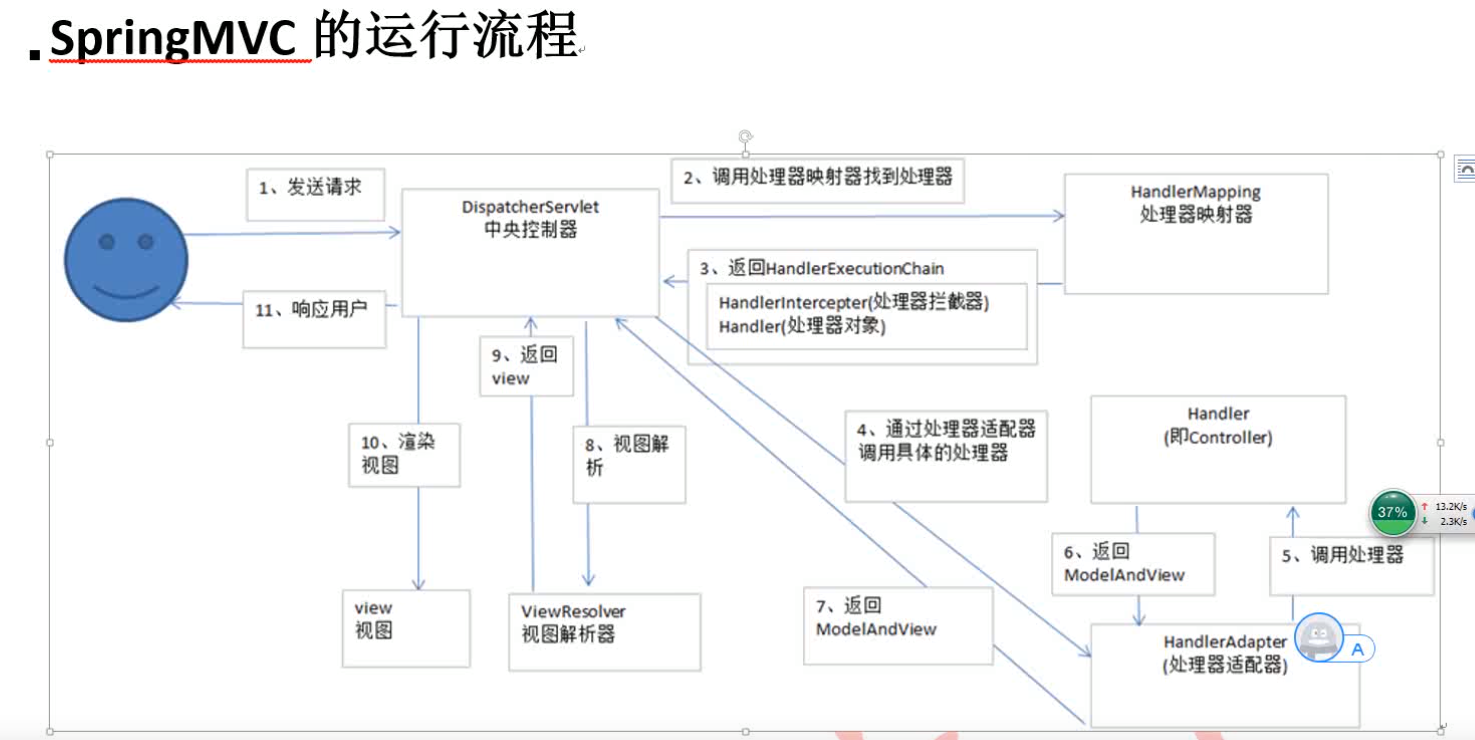 SpringMVC 的运行流程
1、发送请求
DispatcherServlet
中央控制器
2、调用处理器映射器找到处理器
HandlerMapping
处理器映射器
3、返回HandlerExecutionChain
HandlerIntercepter(处理器拦截器)
Handler(处理器对象)
11、响应用户
9、返回
view
10、渲染
视图
8、视图解
析
4、通过处理器适配器
调用具体的处理器
Handler
(即Controller)
37%
13.2K/s
2.3K/s
6、返回
ModelAndView
5、调用处理器
7、返回
ModelAndView
view
视图
ViewResolver
视图解析器
HandlerAdapter
(处理器适配器)
A